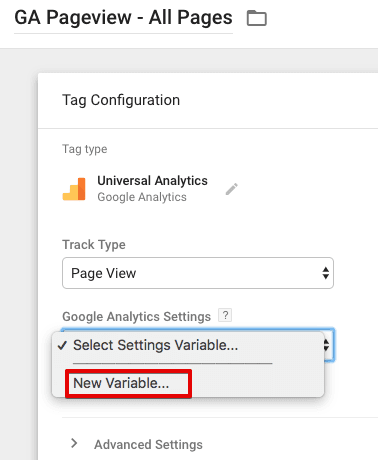 GA Pageview - All Pages
Tag Configuration
Tag type
Universal Analytics
Google Analytics
Track Type
Page View
Google Analytics Settings ?
✓ Select Settings Variable...
New Variable...
Advanced Settings